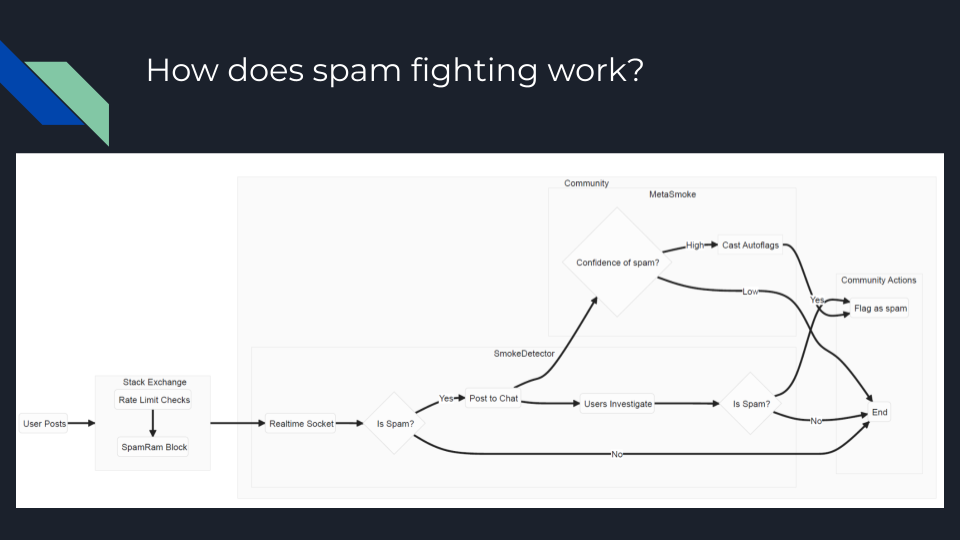 How does spam fighting work?
Community
MetaSmoke
Confidence of spam?
High
Cast Autoflags
Low
Community Actions
Yes
Flag as spam
SmokeDetector
Stack Exchange
Rate Limit Checks
SpamRam Block
User Posts
Realtime Socket
Is Spam?
Yes
Post to Chat
Users Investigate
Is Spam?
No
End
No